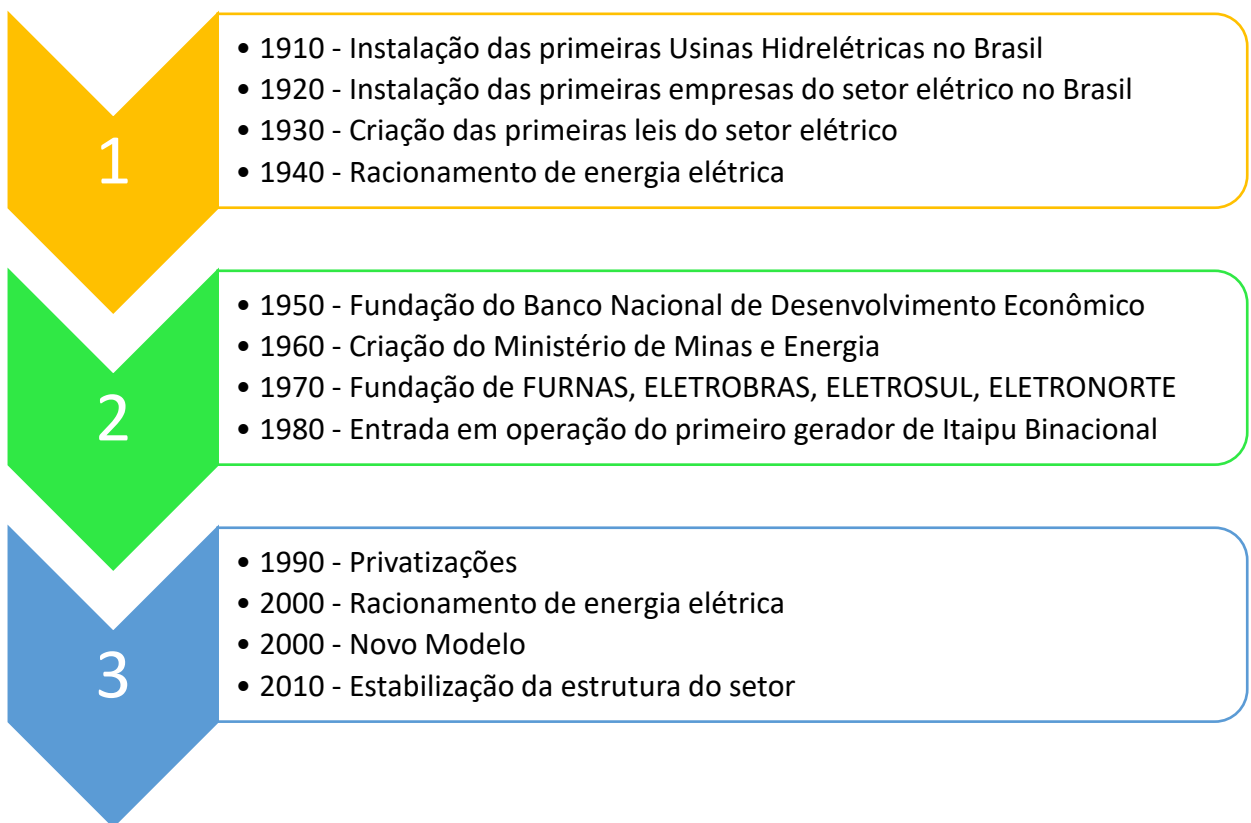 1
• 1910 - Instalação das primeiras Usinas Hidrelétricas no Brasil
• 1920 - Instalação das primeiras empresas do setor elétrico no Brasil
• 1930 - Criação das primeiras leis do setor elétrico
• 1940 - Racionamento de energia elétrica
2
• 1950 - Fundação do Banco Nacional de Desenvolvimento Econômico
• 1960 - Criação do Ministério de Minas e Energia
• 1970 - Fundação de FURNAS, ELETROBRAS, ELETROSUL, ELETRONORTE
• 1980 - Entrada em operação do primeiro gerador de Itaipu Binacional
3
• 1990 - Privatizações
• 2000 - Racionamento de energia elétrica
• 2000 - Novo Modelo
• 2010 - Estabilização da estrutura do setor